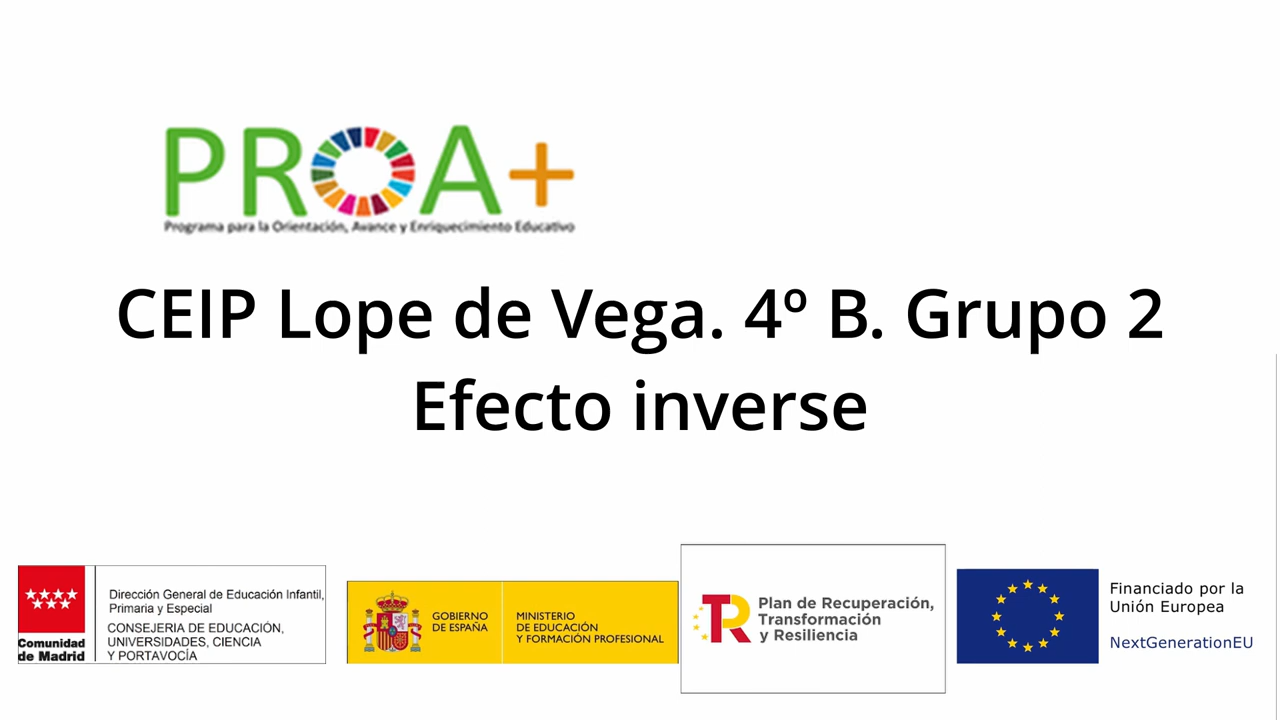 PROA+
Programa para la Orientación, Avance y Enriquecimiento Educativo
CEIP Lope de Vega. 4º B. Grupo 2
Efecto inverse
Comunidad
de Madrid
Dirección General de Educación Infantil,
Primaria y Especial
CONSEJERIA DE EDUCACIÓN,
UNIVERSIDADES, CIENCIA
Y PORTAVOCÍA
GOBIERNO
DE ESPAÑA
MINISTERIO
DE EDUCACIÓN
Y FORMACIÓN PROFESIONAL
TR
Plan de Recuperación,
Transformación
y Resiliencia
Financiado por la
Unión Europea
NextGenerationEU